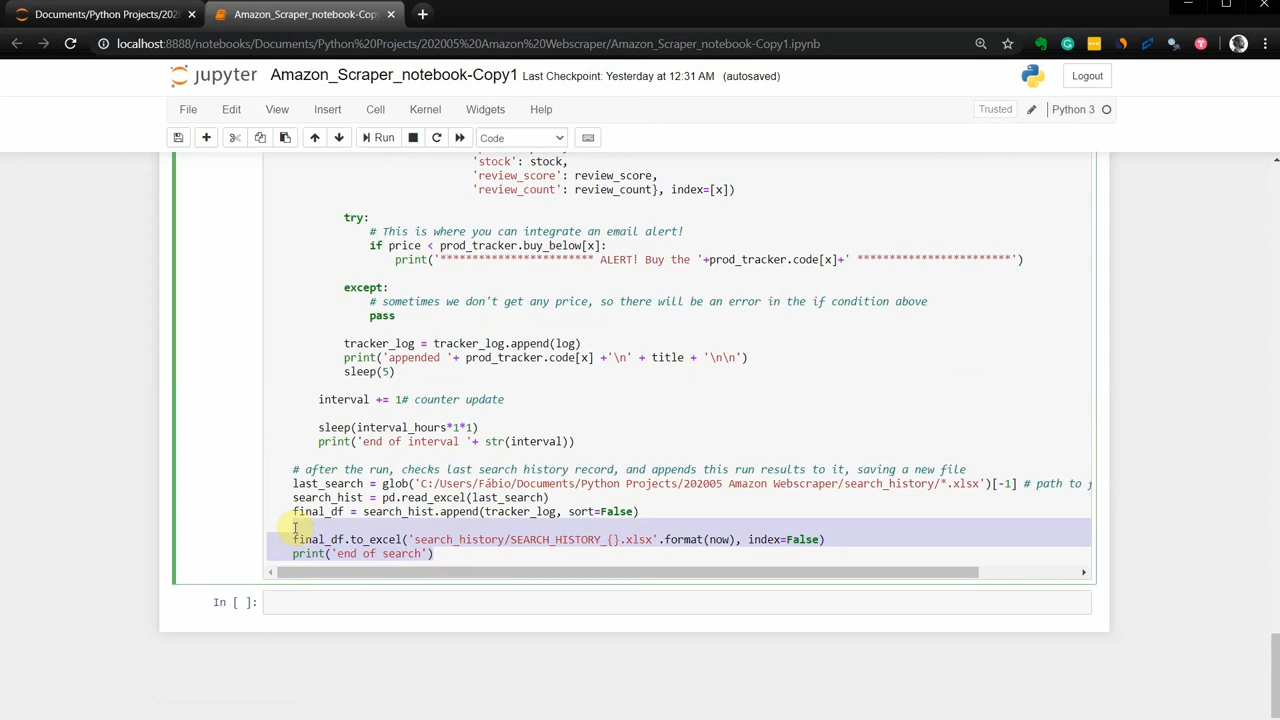 Documents/Python Projects/20200
Amazon_Scraper_notebook-Cop
localhost:8888/notebooks/Documents/Python%20Projects/202005%20Amazon%20Webscraper/Amazon_Scraper_notebook-Copy1.ipynb
jupyter Amazon_Scraper_notebook-Copy1 Last Checkpoint: Yesterday at 12:31 AM (autosaved) Logout
File Edit View Insert Cell Kernel Widgets Help Trusted Python 3
Run Code
'stock': stock,
'review_score': review_score,
'review_count': review_count}, index=[x])
try:
# This is where you can integrate an email alert!
if price < prod_tracker.buy_below[x]:
print('************************ ALERT! Buy the '+prod_tracker.code[x]+' ************************')
except:
# sometimes we don't get any price, so there will be an error in the if condition above
pass
tracker_log = tracker_log.append(log)
print('appended '+ prod_tracker.code[x] +'\n' + title + '\n\n')
sleep(5)
interval += 1# counter update
sleep(interval_hours*1*1)
print('end of interval '+ str(interval))
# after the run, checks last search history record, and appends this run results to it, saving a new file
last_search = glob('C:/Users/Fábio/Documents/Python Projects/202005 Amazon Webscraper/search_history/*.xlsx')[-1] # path to
search_hist = pd.read_excel(last_search)
final_df = search_hist.append(tracker_log, sort=False)
final_df.to_excel('search_history/SEARCH_HISTORY_{}.xlsx'.format(now), index=False)
print('end of search')
In [ ]: